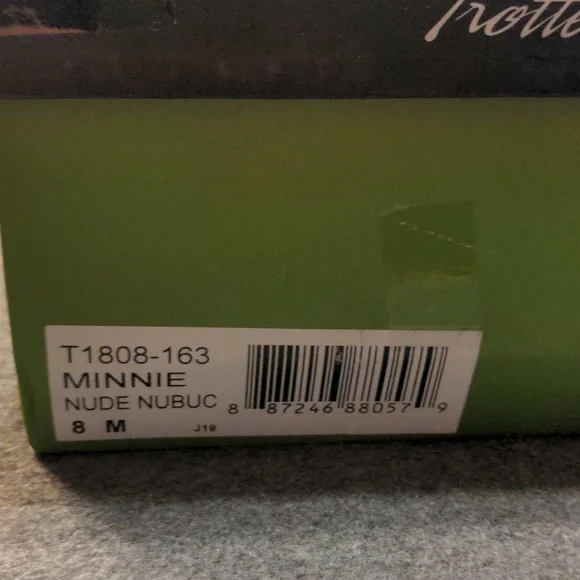 T1808-163
MINNIE
NUDE NUBUC
8 M J19
8 87246 88057 9